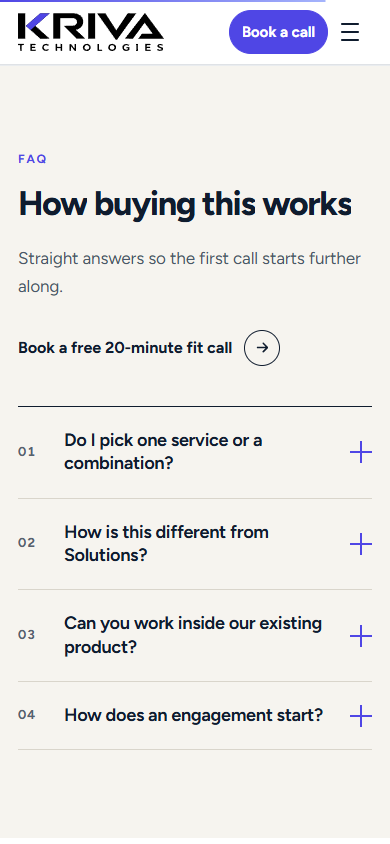 KRIVA
TECHNOLOGIES
Book a call
FAQ
How buying this works
Straight answers so the first call starts further
along.
Book a free 20-minute fit call
01
Do I pick one service or a
combination?
02
How is this different from
Solutions?
03
Can you work inside our existing
product?
04
How does an engagement start?